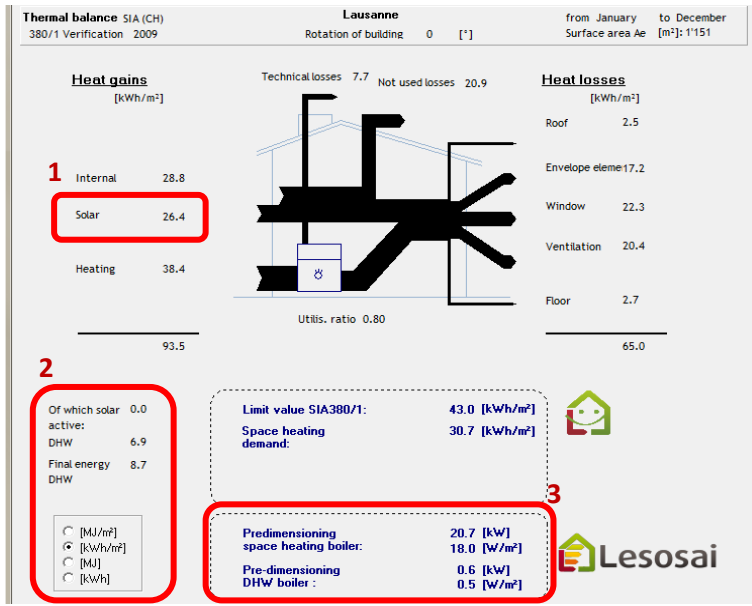 Thermal balance SIA (CH) Lausanne from January to December
380/1 Verification 2009 Rotation of building 0 [°] Surface area Ae [m²]: 1'151
Heat gains
[kWh/m²]
Technical losses 7.7 Not used losses 20.9
Heat losses
[kWh/m²]
Roof 2.5
1
Internal 28.8
Envelope eleme17.2
Solar 26.4
Window 22.3
Ventilation 20.4
Heating 38.4
Floor 2.7
Utilis. ratio 0.80
93.5
65.0
2
Of which solar 0.0
active:
DHW 6.9
Final energy 8.7
DHW
[MJ/m²]
[kWh/m²]
[MJ]
[kWh]
Limit value SIA380/1: 43.0 [kWh/m²]
Space heating 30.7 [kWh/m²]
demand:
3
Predimensioning 20.7 [kW]
space heating boiler: 18.0 [W/m²]
Pre-dimensioning 0.6 [kW]
DHW boiler : 0.5 [W/m²]
Lesosai